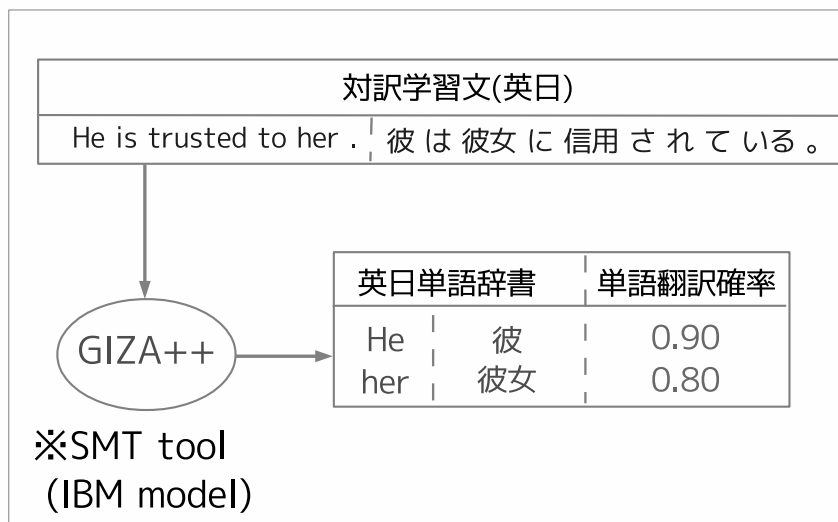 対訳学習文(英日)
He is trusted to her . 彼 は 彼女 に 信用 さ れ て いる 。
英日単語辞書 単語翻訳確率
He 彼 0.90
her 彼女 0.80
GIZA++
※SMT tool
(IBM model)